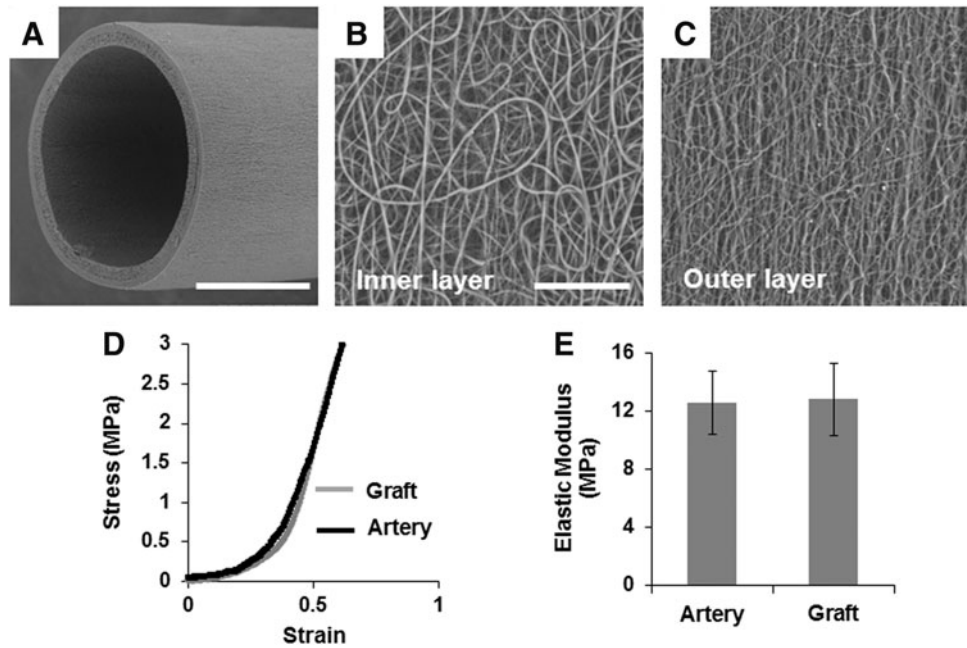 A
B
C
Inner layer
Outer layer
D
Stress (MPa)
3
2.5
2
1.5
1
0.5
0
0
0.5
1
Strain
Graft
Artery
E
Elastic Modulus
(MPa)
16
12
8
4
0
Artery
Graft